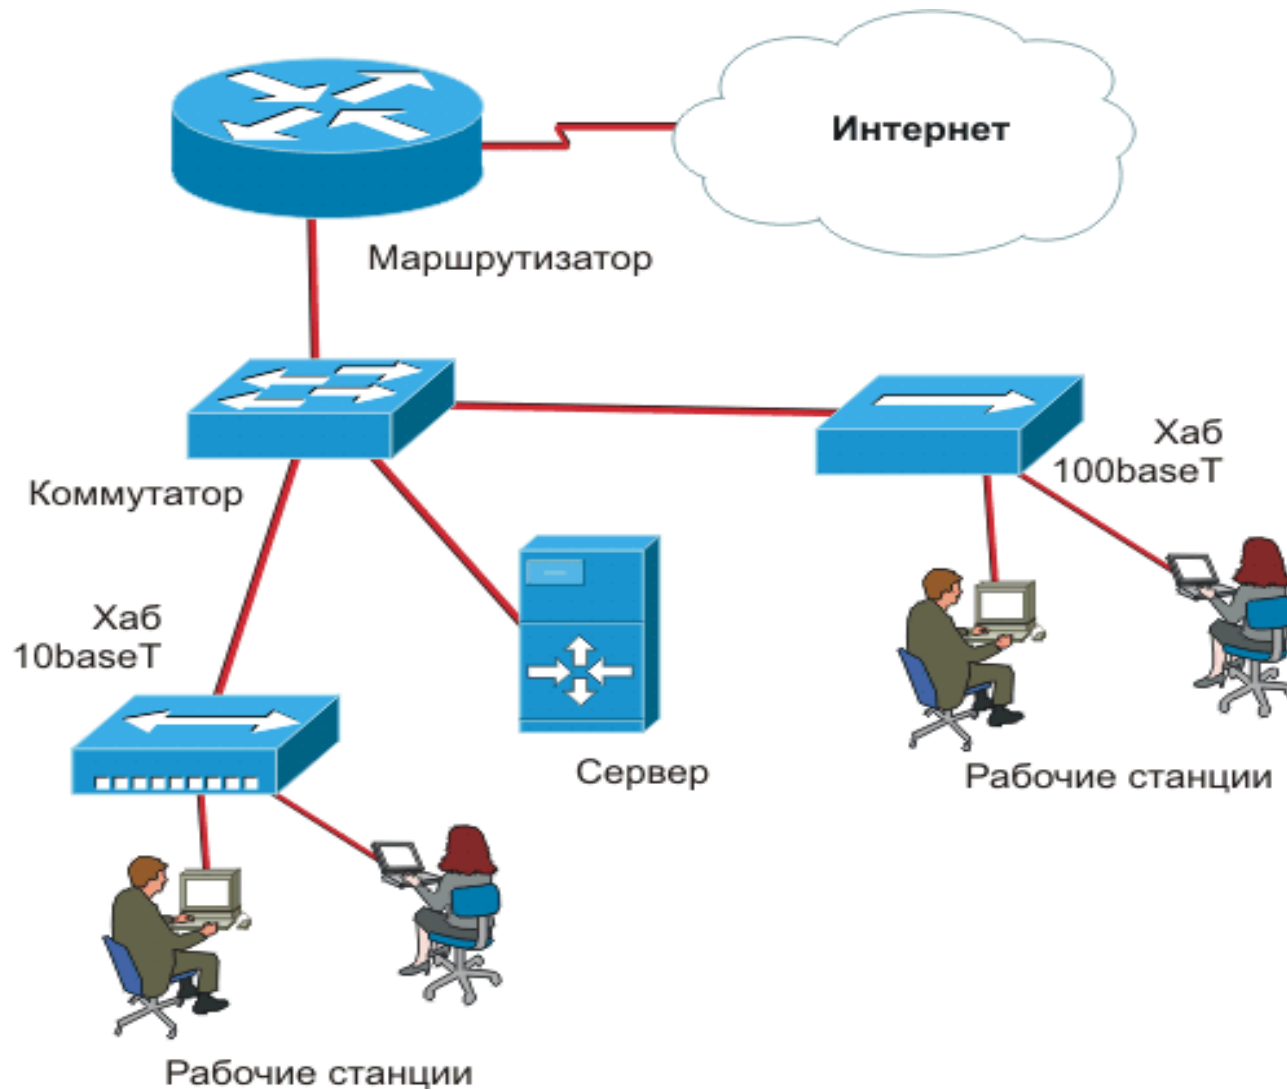 Интернет
Маршрутизатор
Хаб
100baseT
Коммутатор
Хаб
10baseT
Сервер
Рабочие станции
Рабочие станции